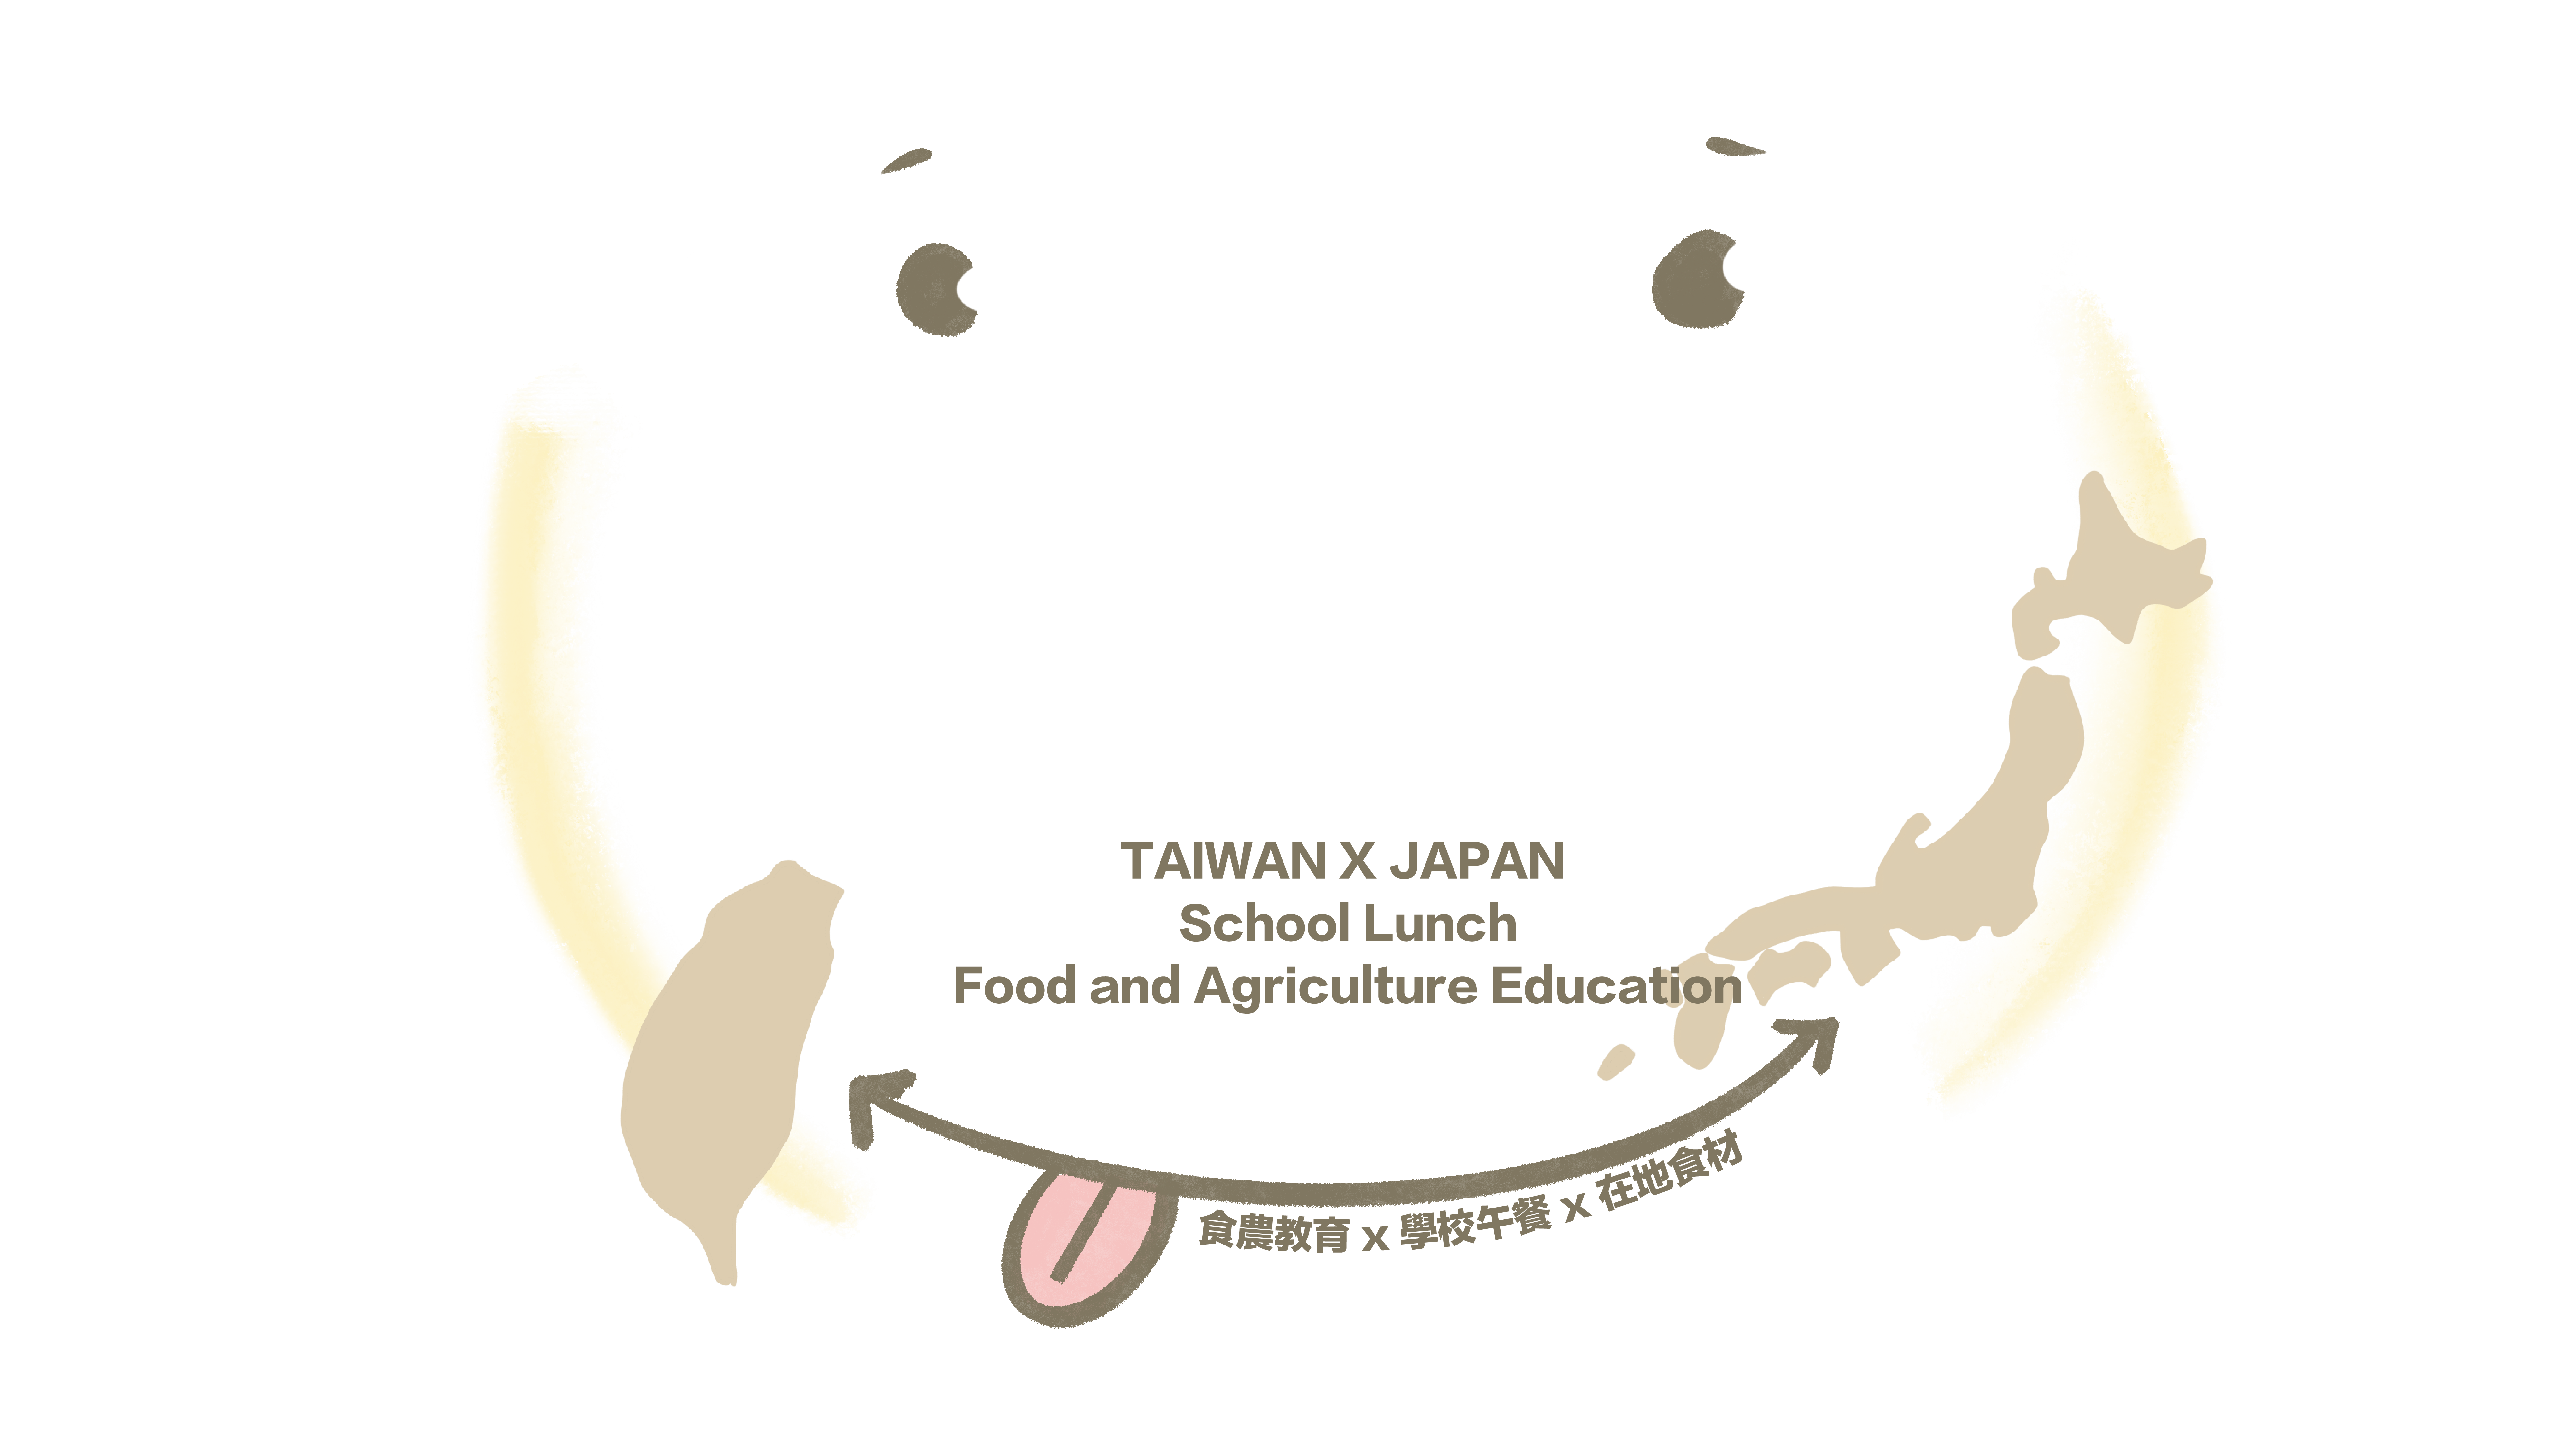 TAIWAN X JAPAN
School Lunch
Food and Agriculture Education
食農教育 x 學校午餐 x 在地食材